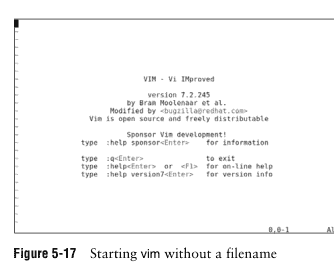 ~
~
~
~
~
~
VIM - Vi IMproved
~
version 7.2.245
by Bram Moolenaar et al.
Modified by <bugzilla@redhat.com>
Vim is open source and freely distributable
~
Sponsor Vim development!
type :help sponsor<Enter> for information
~
type :q<Enter> to exit
type :help<Enter> or <F1> for on-line help
type :help version7<Enter> for version info
~
~
~
~
0,0-1 Al
Figure 5-17 Starting vim without a filename